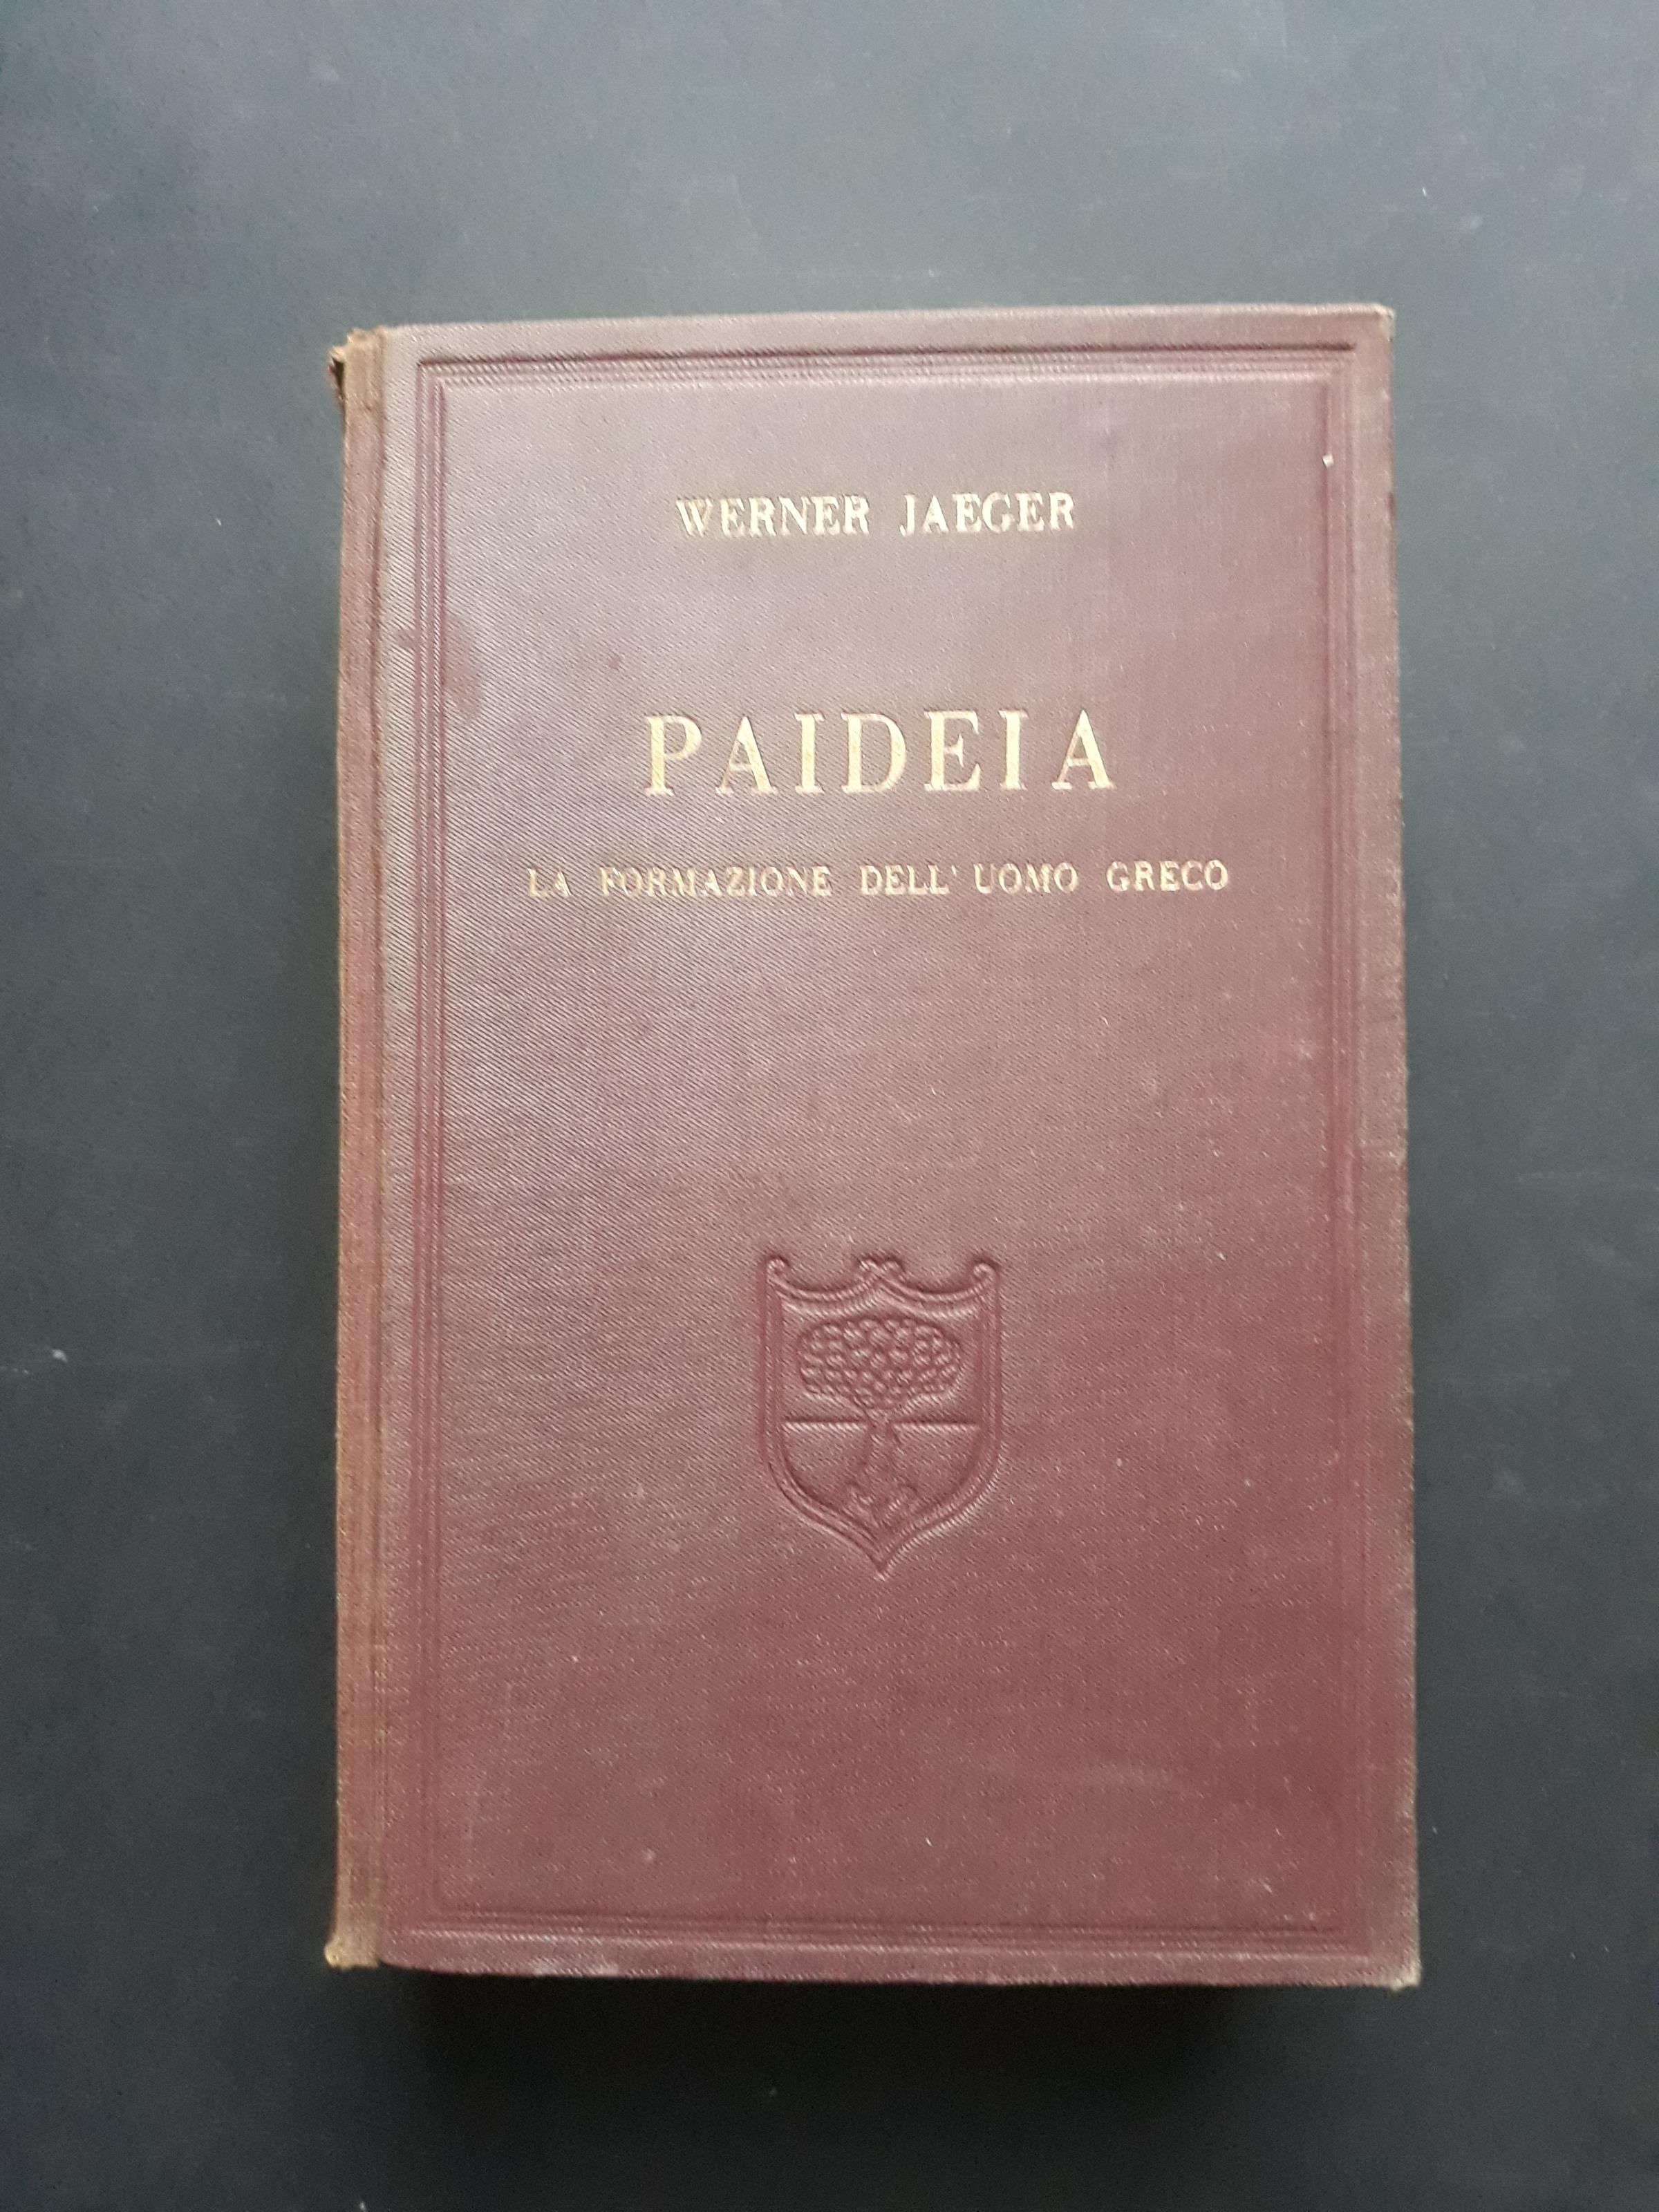 WERNER JAEGER
PAIDEIA
LA FORMAZIONE DELL' UOMO GRECO